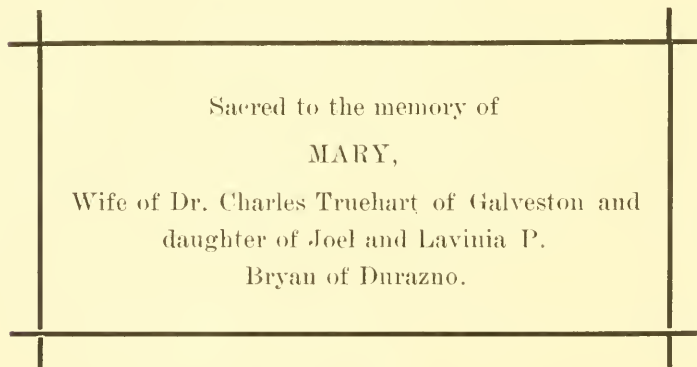 Sacred to the memory of
MARY,
Wife of Dr. Charles Truehart of Galveston and
daughter of Joel and Lavinia P.
Bryan of Durazno.